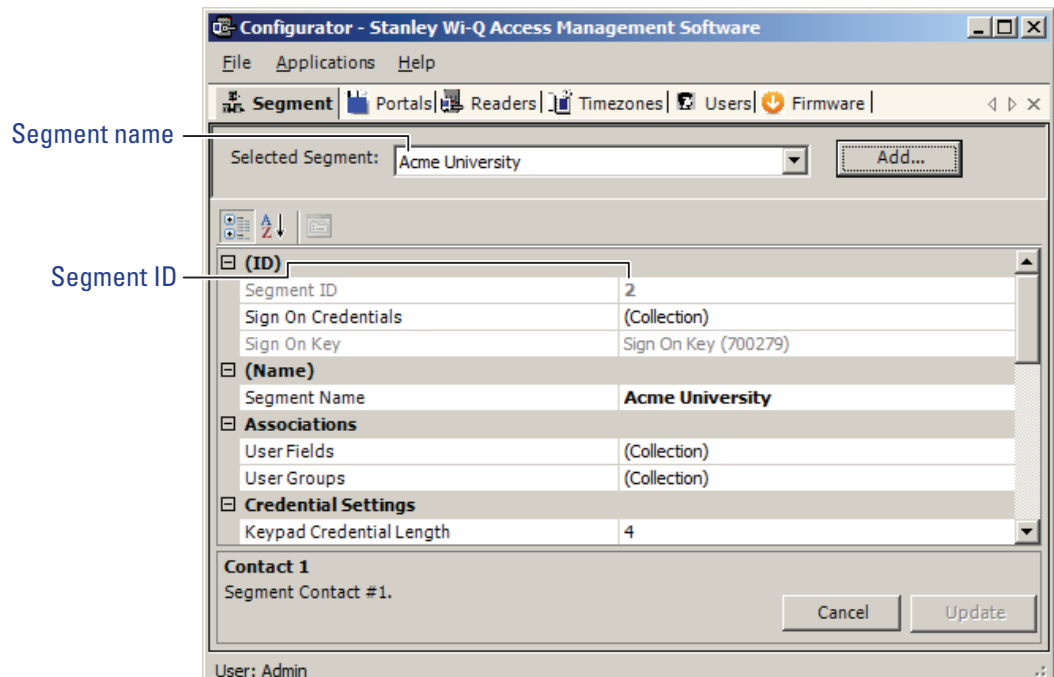 Configurator - Stanley Wi-Q Access Management Software
File Applications Help
Segment Portals Readers Timezones Users Firmware
Segment name
Selected Segment: Acme University Add...
(ID)
Segment ID
Segment ID 2
Sign On Credentials (Collection)
Sign On Key Sign On Key (700279)
(Name)
Segment Name Acme University
Associations
User Fields (Collection)
User Groups (Collection)
Credential Settings
Keypad Credential Length 4
Contact 1
Segment Contact #1.
Cancel Update
User: Admin